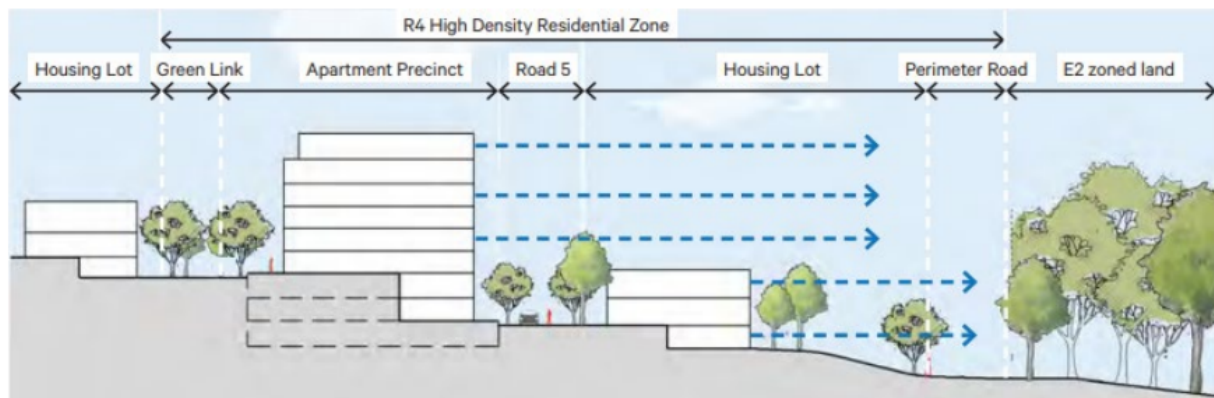 R4 High Density Residential Zone
Housing Lot Green Link Apartment Precinct Road 5 Housing Lot Perimeter Road E2 zoned land